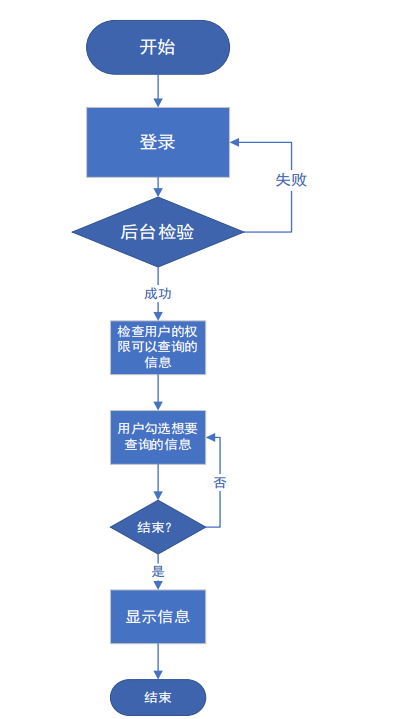 开始
登录
失败
后台检验
成功
检查用户的权
限可以查询的
信息
用户勾选想要
查询的信息
否
结束?
是
显示信息
结束